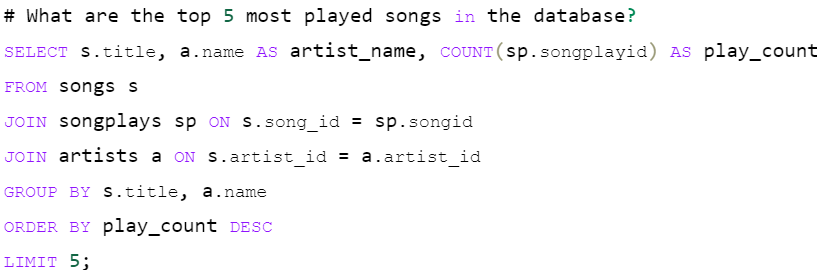 # What are the top 5 most played songs in the database?
SELECT s.title, a.name AS artist_name, COUNT(sp.songplayid) AS play_count
FROM songs s
JOIN songplays sp ON s.song_id = sp.songid
JOIN artists a ON s.artist_id = a.artist_id
GROUP BY s.title, a.name
ORDER BY play_count DESC
LIMIT 5;